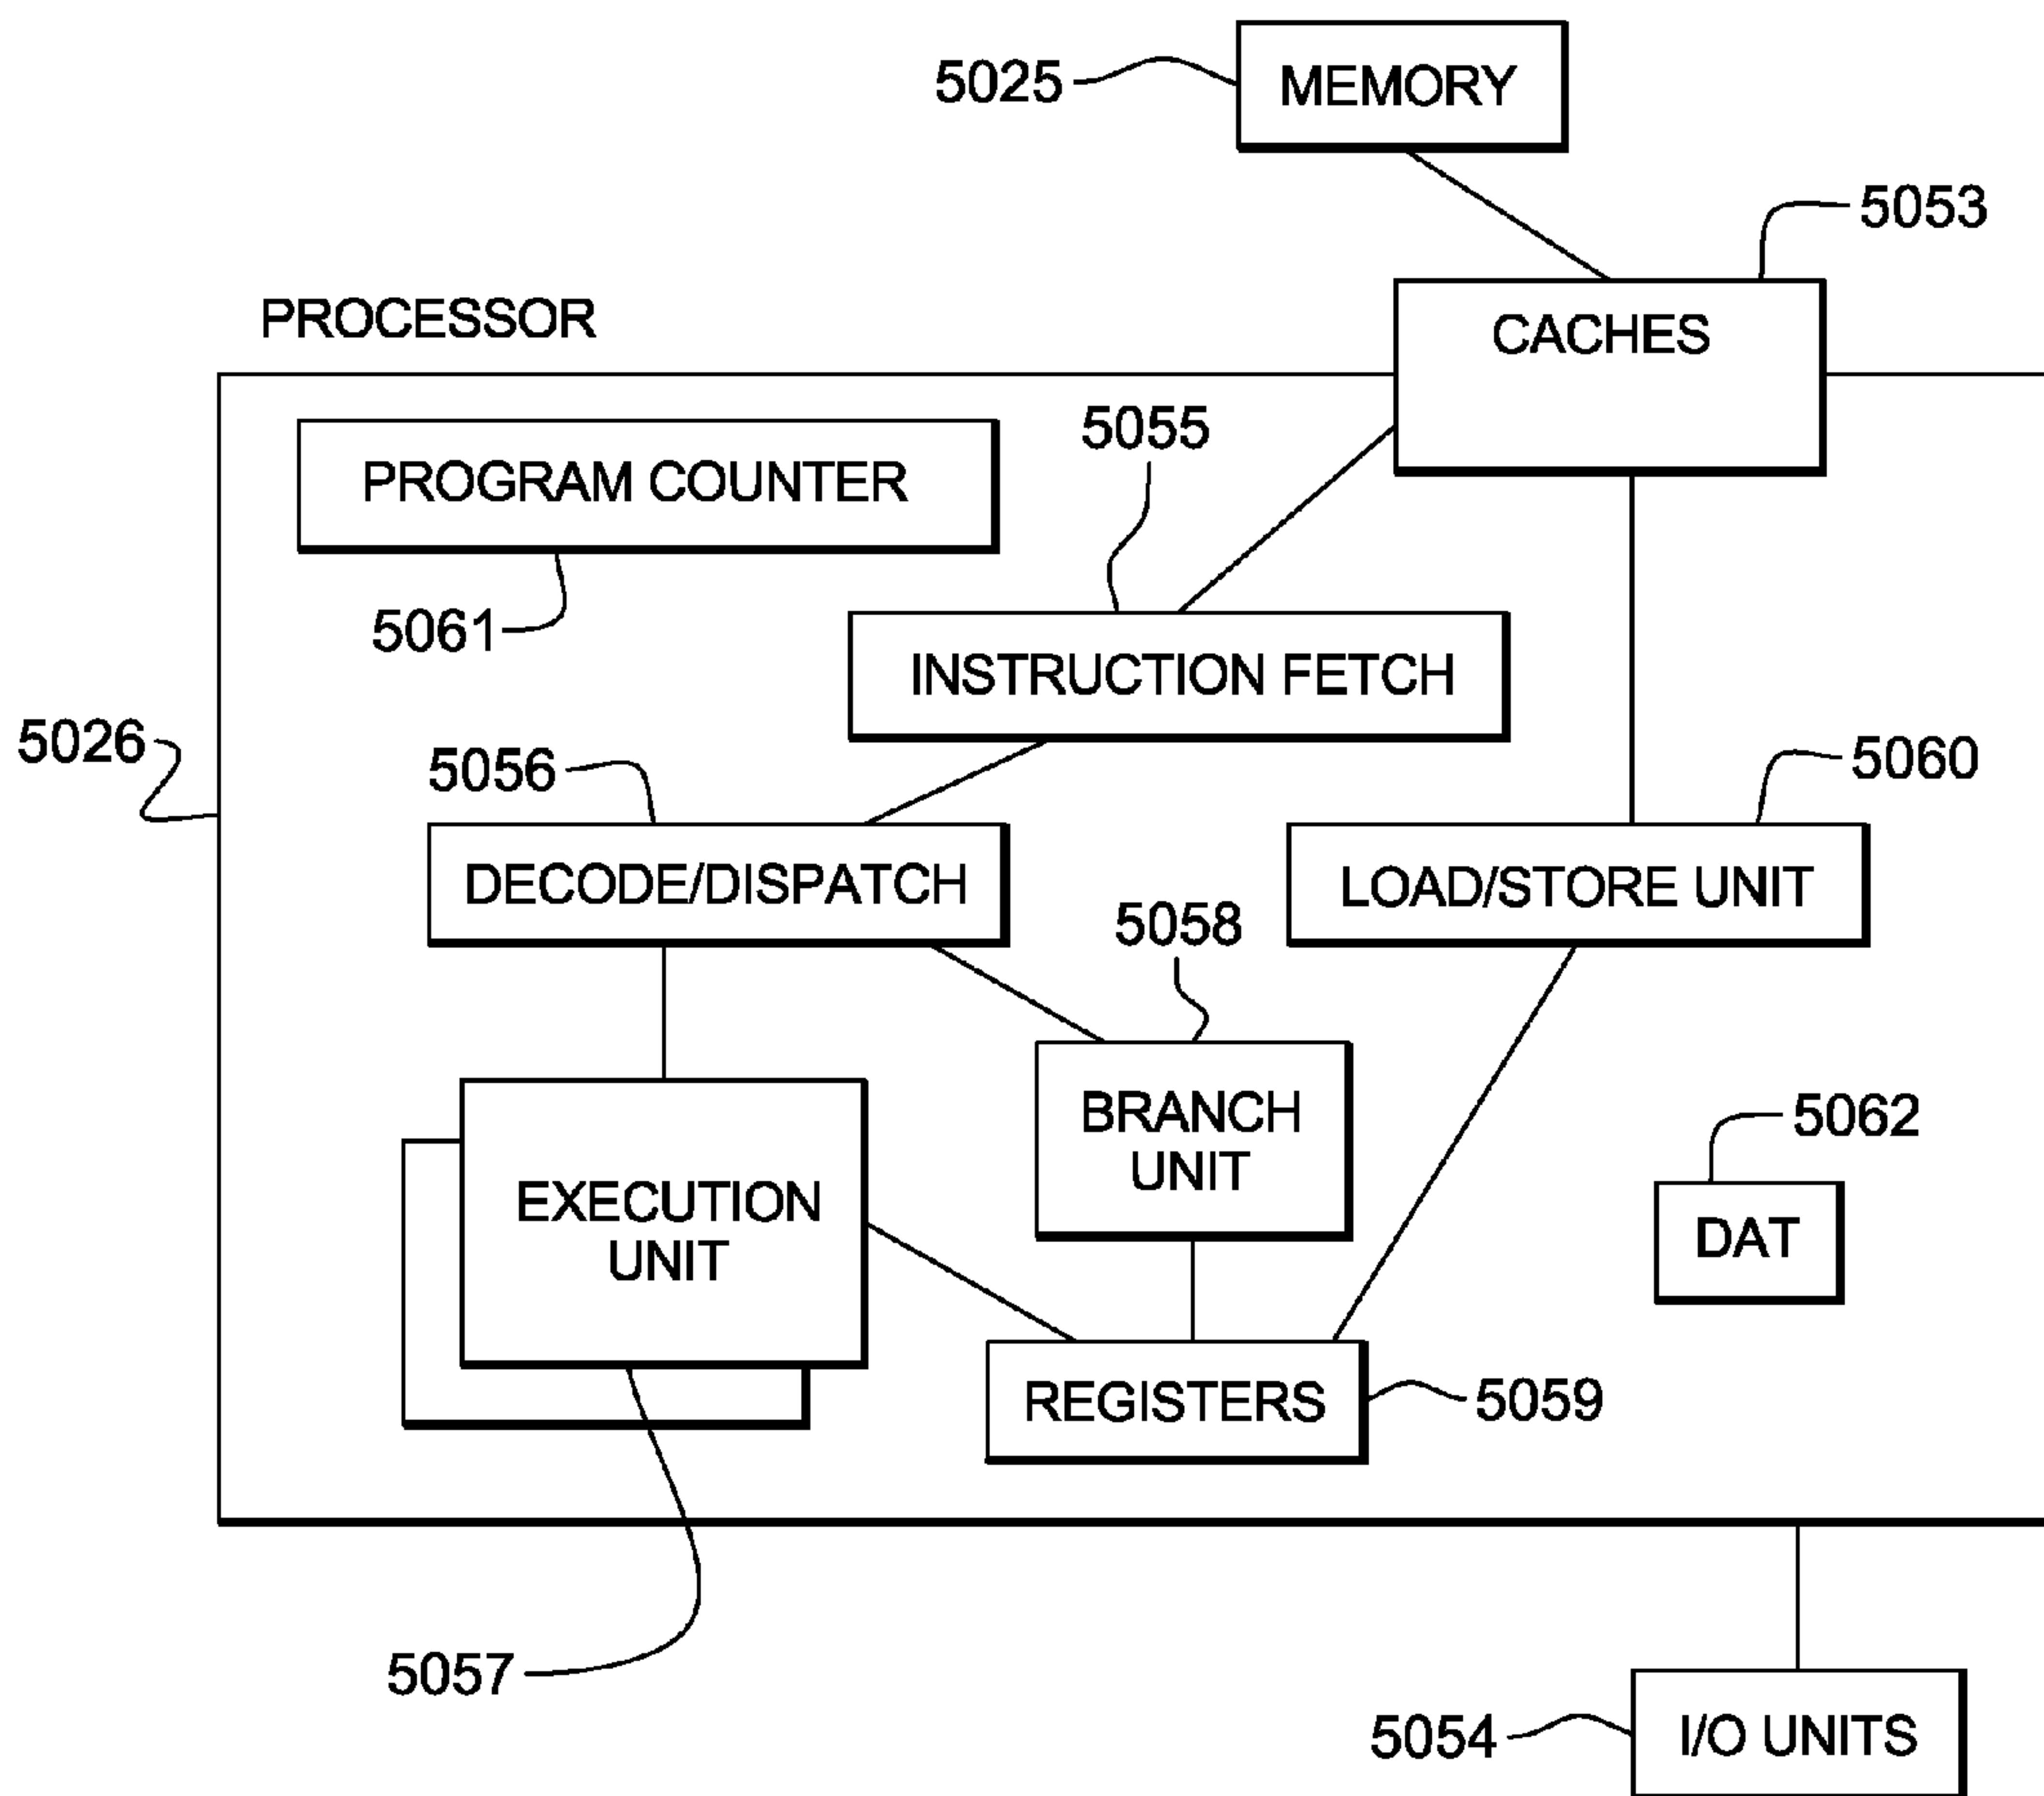 5025
MEMORY
5053
CACHES
PROCESSOR
5055
PROGRAM COUNTER
5061
INSTRUCTION FETCH
5026
5056
5060
DECODE/DISPATCH
LOAD/STORE UNIT
5058
BRANCH
UNIT
5062
EXECUTION
UNIT
DAT
REGISTERS
5059
5057
5054
I/O UNITS